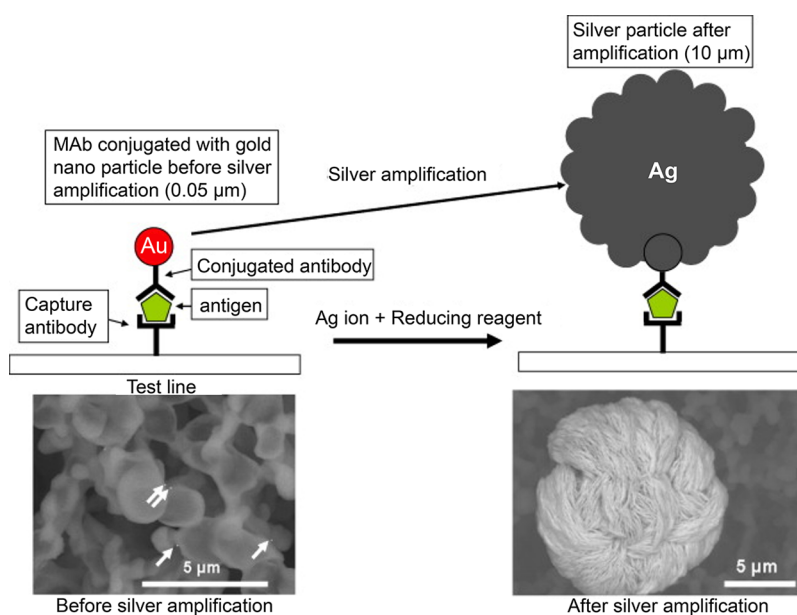 Silver particle after
amplification (10 µm)
MAb conjugated with gold
nano particle before silver
amplification (0.05 µm)
Silver amplification
Ag
Au
Conjugated antibody
Capture
antibody
antigen
Ag ion + Reducing reagent
Test line
5 µm
5 µm
Before silver amplification
After silver amplification